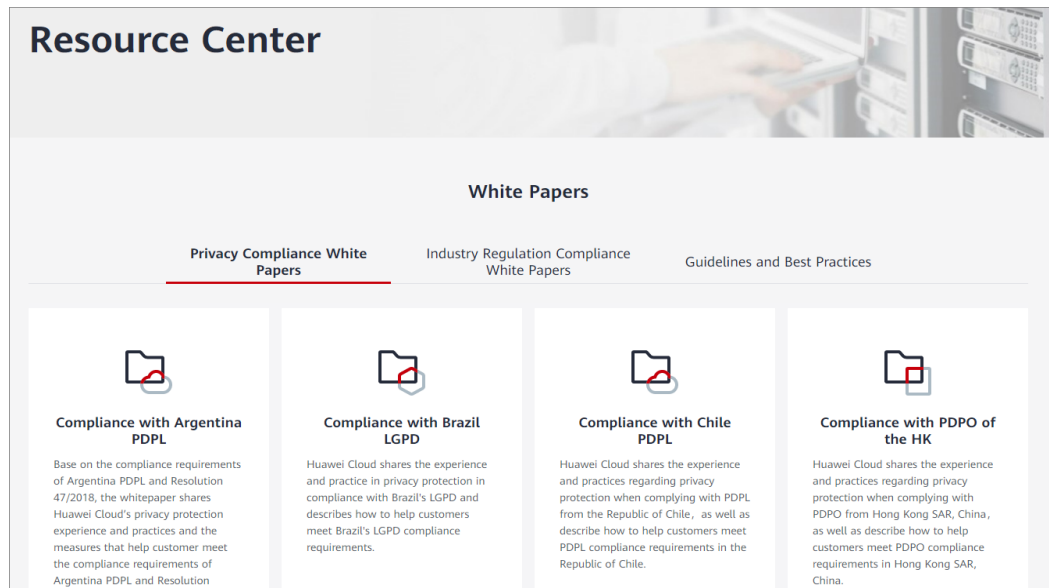 Resource Center
White Papers
Privacy Compliance White
Papers
Industry Regulation Compliance
White Papers
Guidelines and Best Practices
Compliance with Argentina
PDPL
Base on the compliance requirements
of Argentina PDPL and Resolution
47/2018, the whitepaper shares
Huawei Cloud's privacy protection
experience and practices and the
measures that help customer meet
the compliance requirements of
Argentina PDPL and Resolution
Compliance with Brazil
LGPD
Huawei Cloud shares the experience
and practice in privacy protection in
compliance with Brazil's LGPD and
describes how to help customers
meet Brazil's LGPD compliance
requirements.
Compliance with Chile
PDPL
Huawei Cloud shares the experience
and practices regarding privacy
protection when complying with PDPL
from the Republic of Chile，as well as
describe how to help customers meet
PDPL compliance requirements in the
Republic of Chile.
Compliance with PDPO of
the HK
Huawei Cloud shares the experience
and practices regarding privacy
protection when complying with
PDPO from Hong Kong SAR, China，
as well as describe how to help
customers meet PDPO compliance
requirements in Hong Kong SAR,
China.